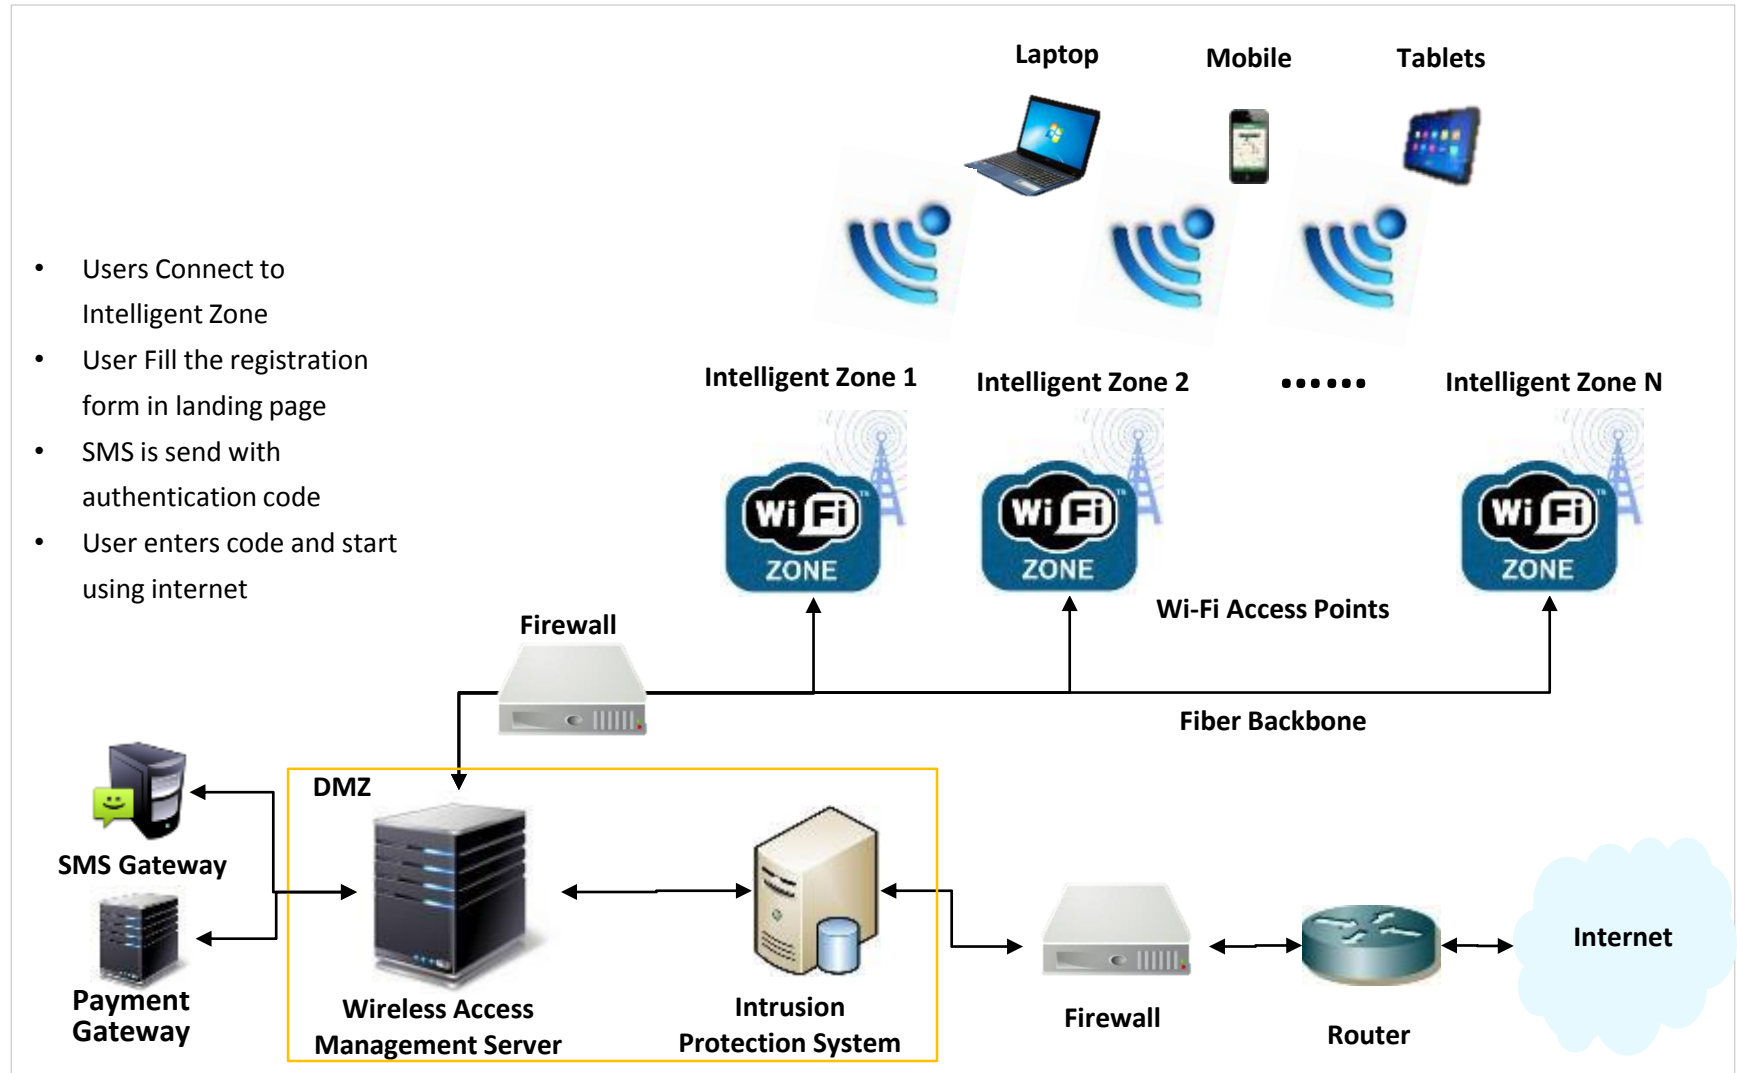 Laptop
Mobile
Tablets
• Users Connect to
Intelligent Zone
• User Fill the registration
form in landing page
• SMS is send with
authentication code
• User enters code and start
using internet
Intelligent Zone 1
Intelligent Zone 2
......
Intelligent Zone N
Wi Fi
ZONE
Wi Fi
ZONE
Wi Fi
ZONE
Wi-Fi Access Points
Firewall
Fiber Backbone
SMS Gateway
Payment
Gateway
DMZ
Wireless Access
Management Server
Intrusion
Protection System
Firewall
Router
Internet